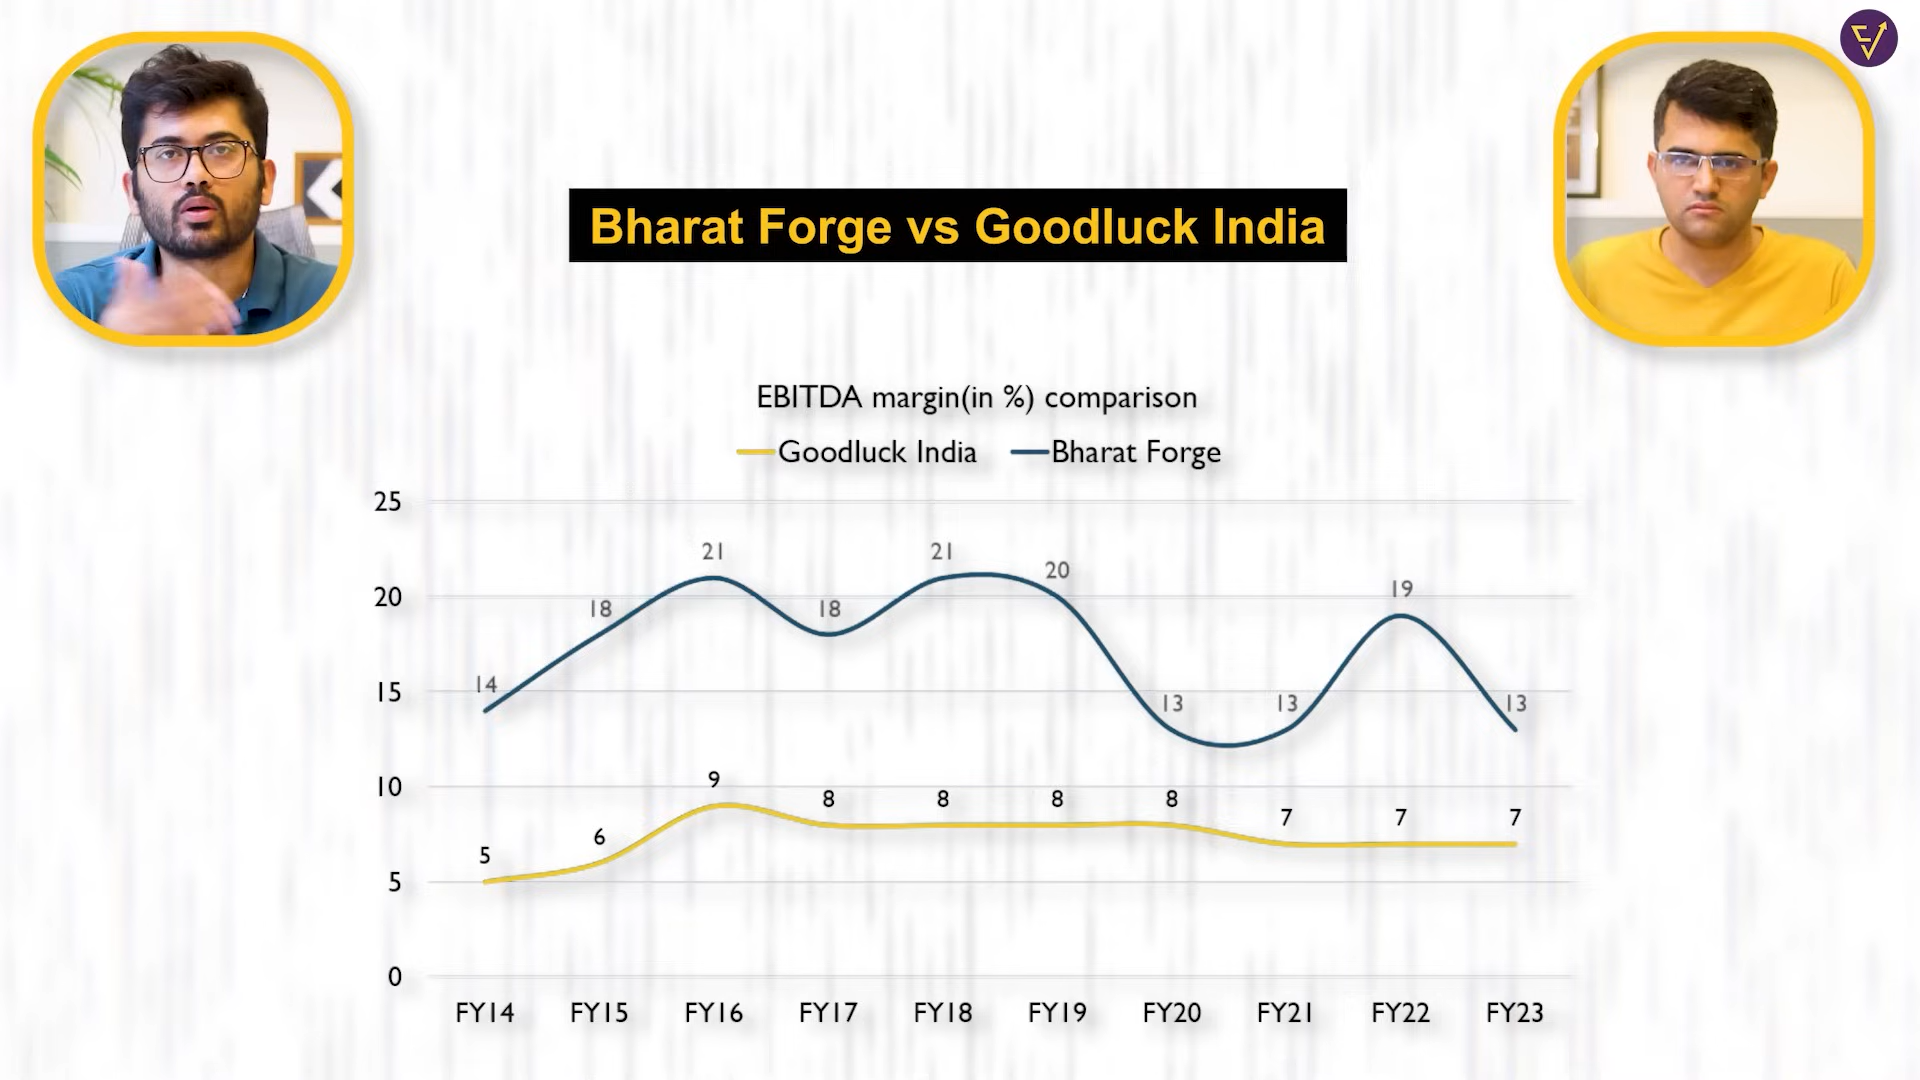 Bharat Forge vs Goodluck India
EBITDA margin(in %) comparison
Goodluck India Bharat Forge
25
20
15
10
5
0
14 18 21 18 21 20 13 13 19 13
5 6 9 8 8 8 8 7 7 7
FY14 FY15 FY16 FY17 FY18 FY19 FY20 FY21 FY22 FY23